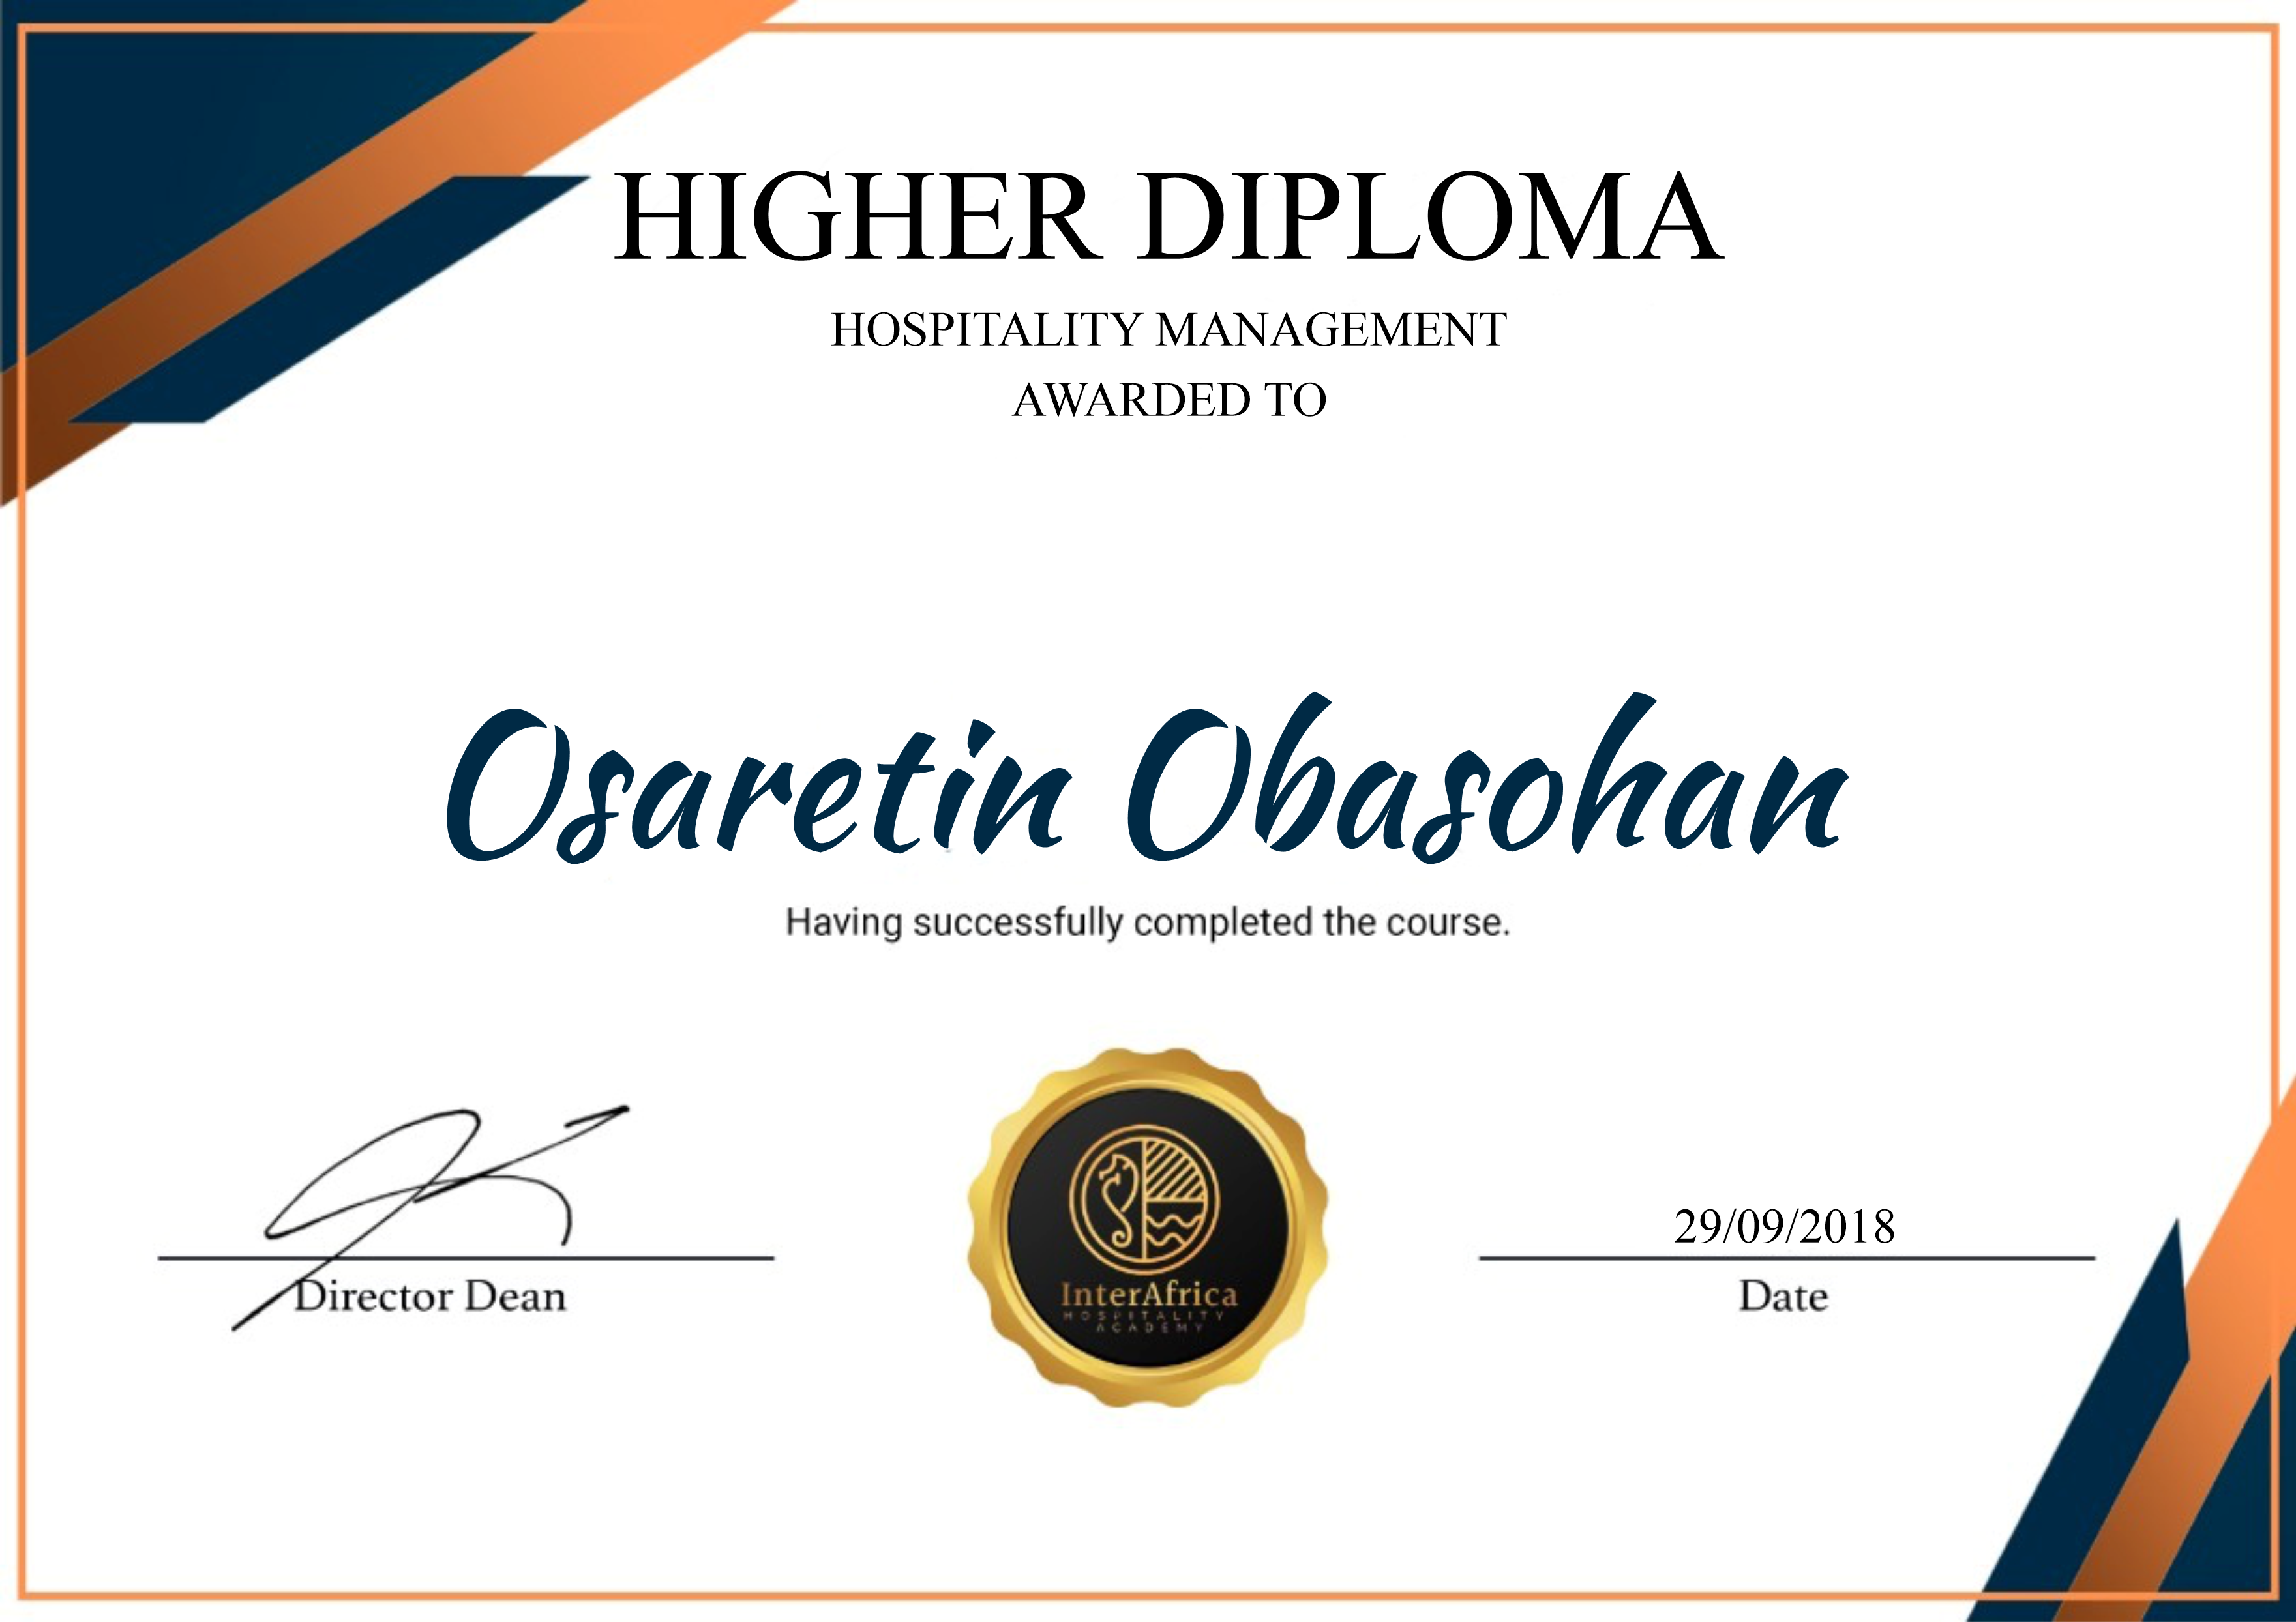 HIGHER DIPLOMA
HOSPITALITY MANAGEMENT
AWARDED TO
Osaretin Obasohan
Having successfully completed the course.
Director Dean
InterAfrica
HOSPITALITY
ACADEMY
29/09/2018
Date